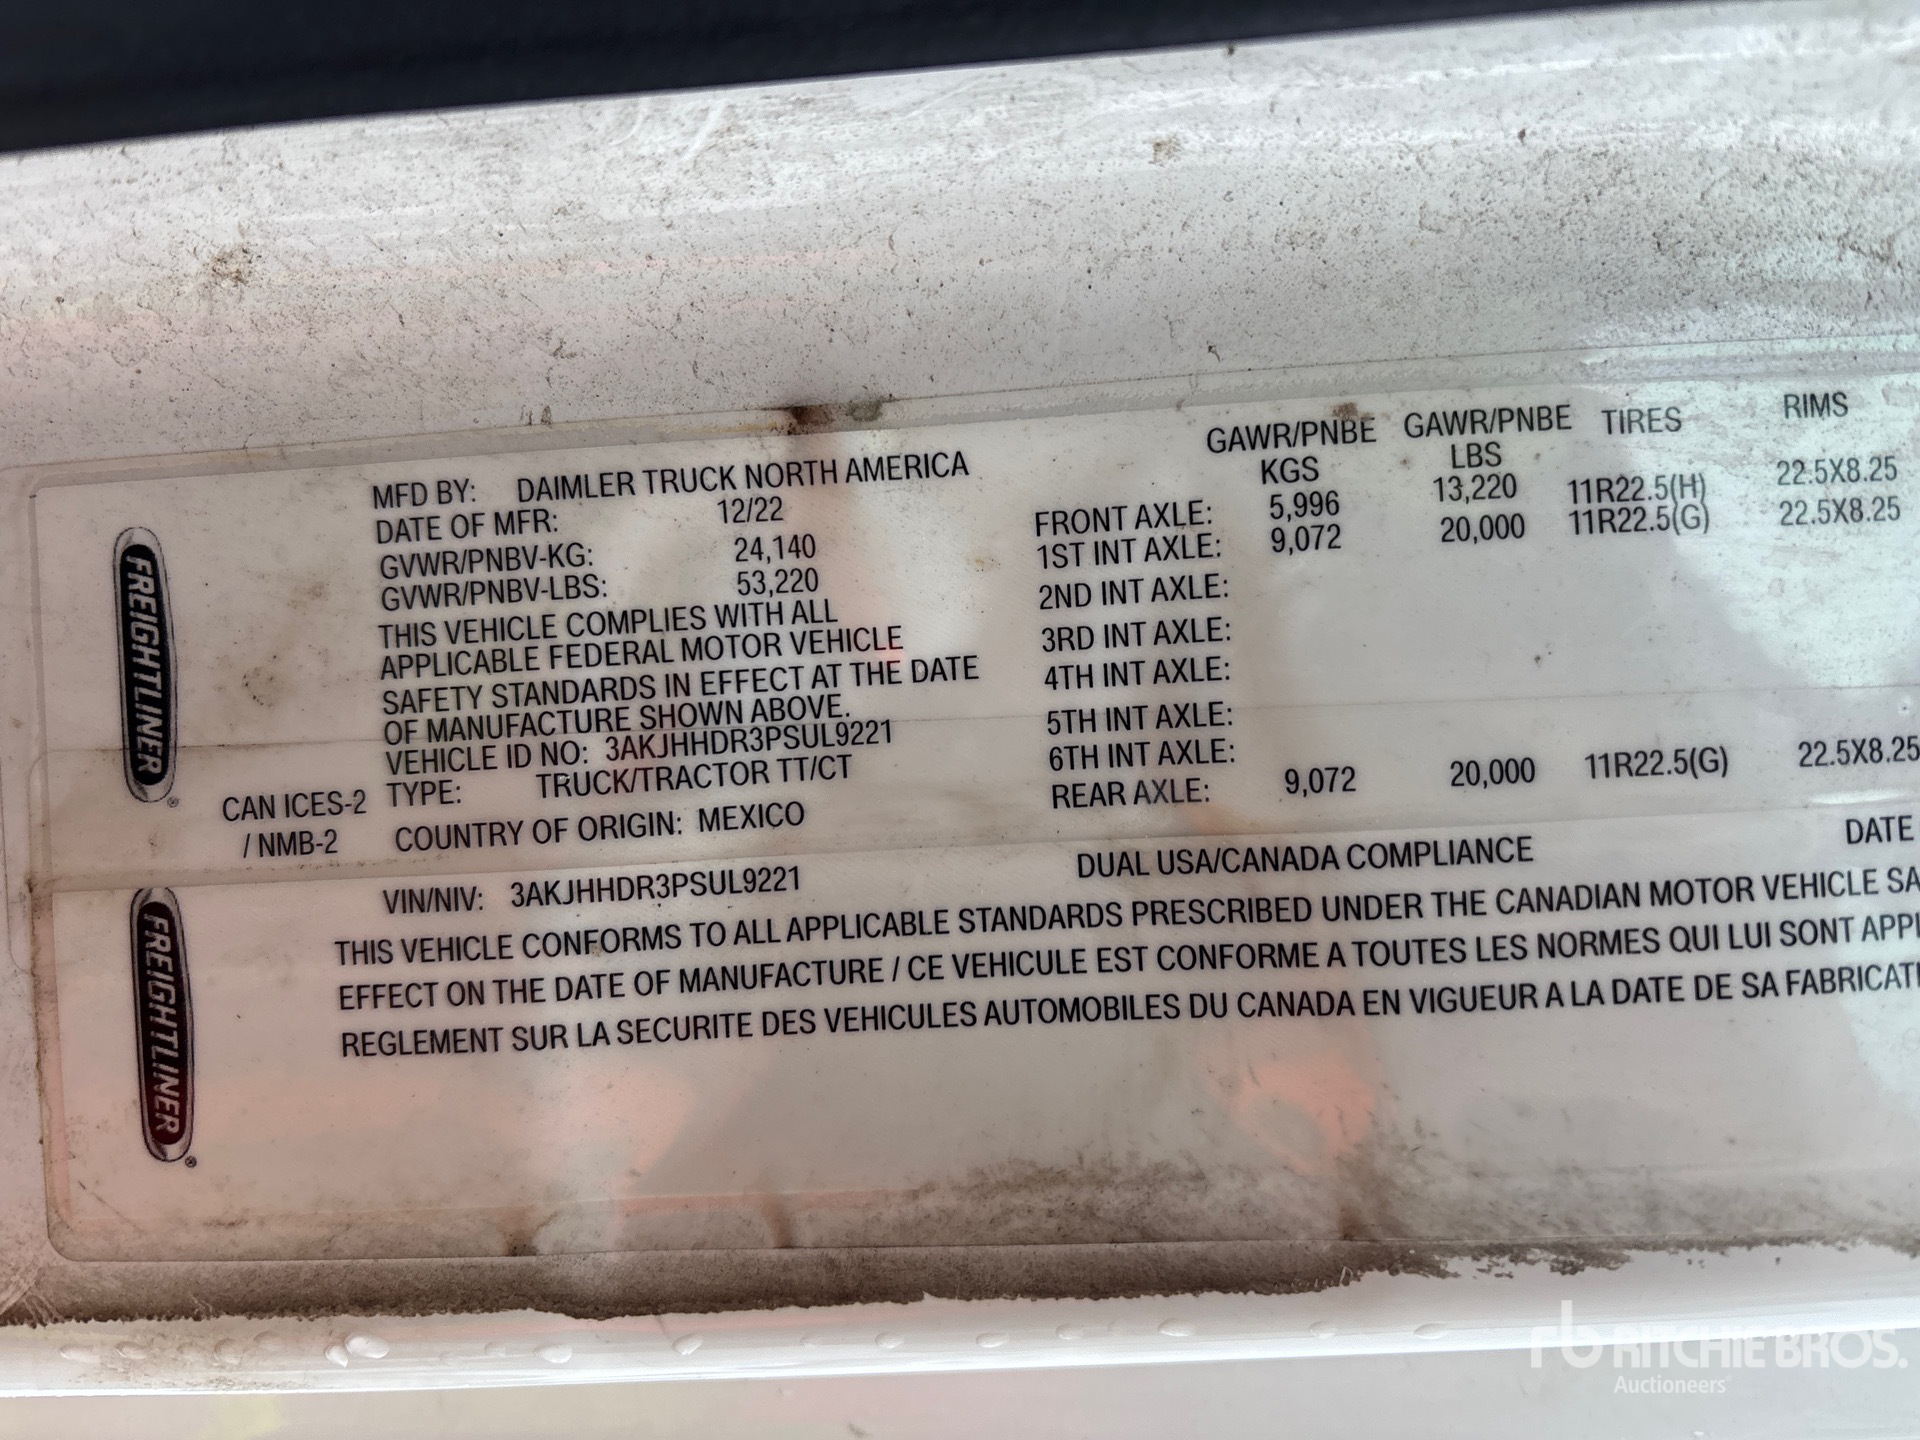 FREIGHTLINER®
MFD BY: DAIMLER TRUCK NORTH AMERICA
DATE OF MFR: 12/22
GVWR/PNBV-KG: 24,140
GVWR/PNBV-LBS: 53,220
THIS VEHICLE COMPLIES WITH ALL
APPLICABLE FEDERAL MOTOR VEHICLE
SAFETY STANDARDS IN EFFECT AT THE DATE
OF MANUFACTURE SHOWN ABOVE.
VEHICLE ID NO: 3AKJHHDR3PSUL9221
TYPE: TRUCK/TRACTOR TT/CT
CAN ICES-2
/ NMB-2
COUNTRY OF ORIGIN: MEXICO
GAWR/PNBE GAWR/PNBE TIRES RIMS
KGS LBS
FRONT AXLE: 5,996 13,220 11R22.5(H) 22.5X8.25
1ST INT AXLE: 9,072 20,000 11R22.5(G) 22.5X8.25
2ND INT AXLE:
3RD INT AXLE:
4TH INT AXLE:
5TH INT AXLE:
6TH INT AXLE:
REAR AXLE: 9,072 20,000 11R22.5(G) 22.5X8.25
FREIGHTLINER®
VIN/NIV: 3AKJHHDR3PSUL9221 DUAL USA/CANADA COMPLIANCE DATE
THIS VEHICLE CONFORMS TO ALL APPLICABLE STANDARDS PRESCRIBED UNDER THE CANADIAN MOTOR VEHICLE SA
EFFECT ON THE DATE OF MANUFACTURE / CE VEHICULE EST CONFORME A TOUTES LES NORMES QUI LUI SONT APPL
REGLEMENT SUR LA SECURITE DES VEHICULES AUTOMOBILES DU CANADA EN VIGUEUR A LA DATE DE SA FABRICATI
rb RITCHIE BROS.
Auctioneers